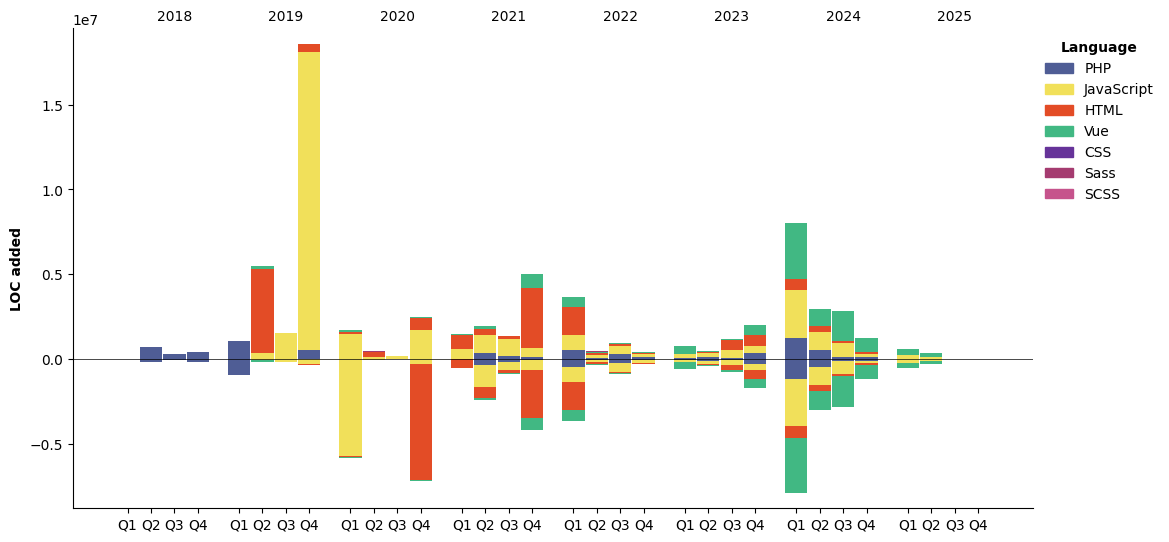 1e7
2018 2019 2020 2021 2022 2023 2024 2025
Language
PHP
JavaScript
HTML
Vue
CSS
Sass
SCSS
LOC added
1.5
1.0
0.5
0.0
−0.5
Q1 Q2 Q3 Q4 Q1 Q2 Q3 Q4 Q1 Q2 Q3 Q4 Q1 Q2 Q3 Q4 Q1 Q2 Q3 Q4 Q1 Q2 Q3 Q4 Q1 Q2 Q3 Q4 Q1 Q2 Q3 Q4